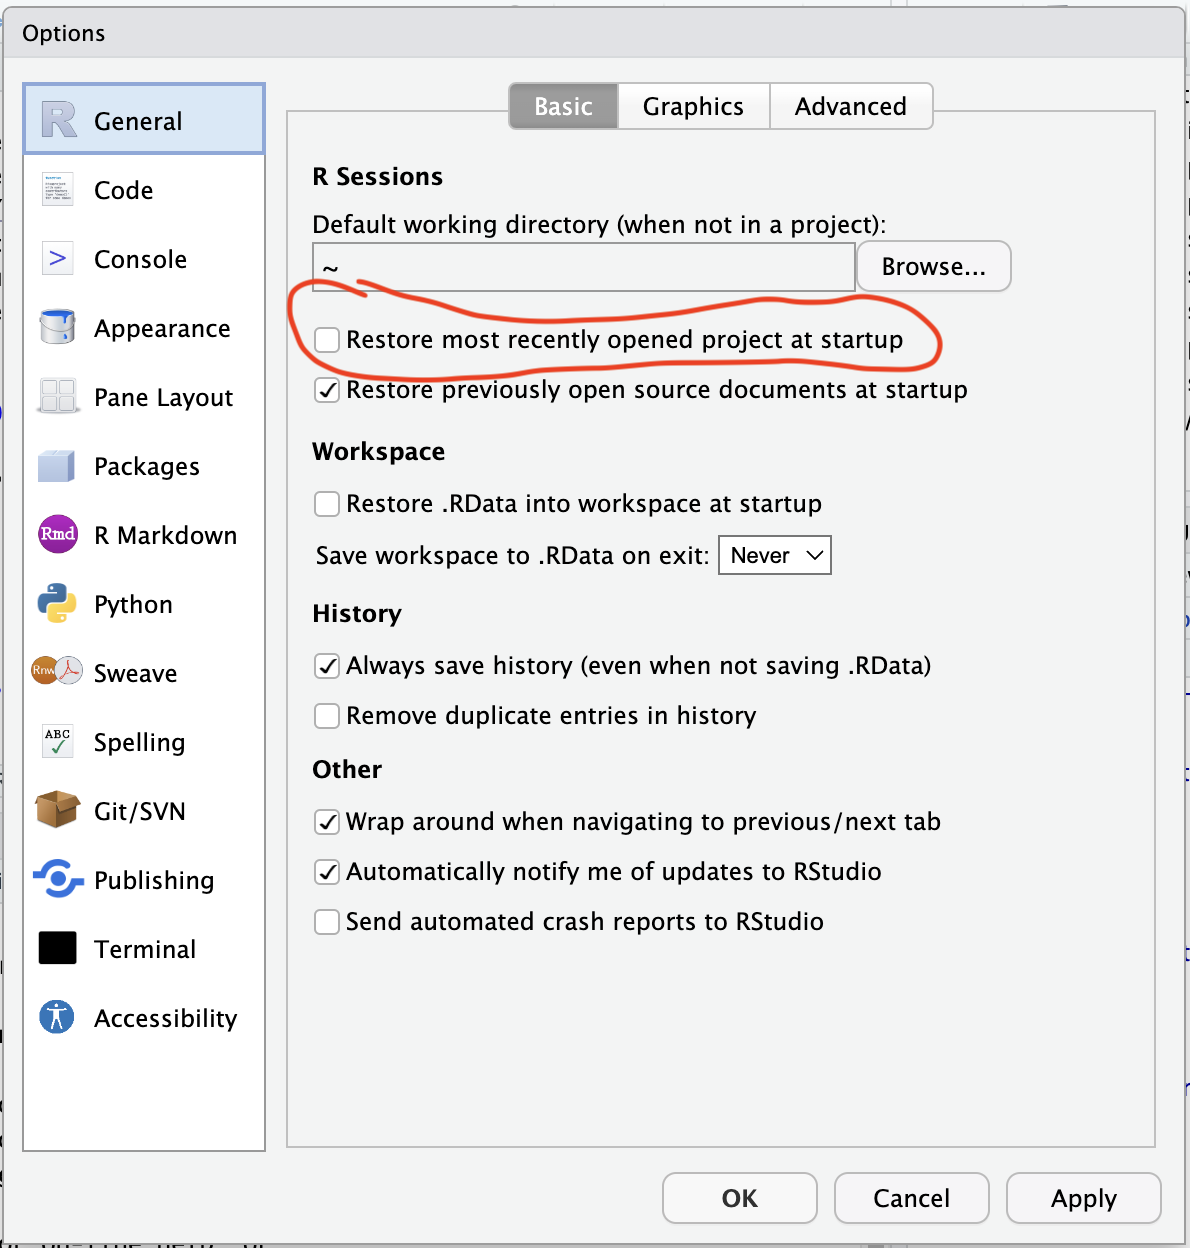 Options
General
Code
Console
Appearance
Pane Layout
Packages
Rmd R Markdown
Python
Rnw Sweave
ABC Spelling
Git/SVN
Publishing
Terminal
Accessibility
Basic Graphics Advanced
R Sessions
Default working directory (when not in a project):
~ Browse...
Restore most recently opened project at startup
Restore previously open source documents at startup
Workspace
Restore .RData into workspace at startup
Save workspace to .RData on exit: Never
History
Always save history (even when not saving .RData)
Remove duplicate entries in history
Other
Wrap around when navigating to previous/next tab
Automatically notify me of updates to RStudio
Send automated crash reports to RStudio
OK Cancel Apply